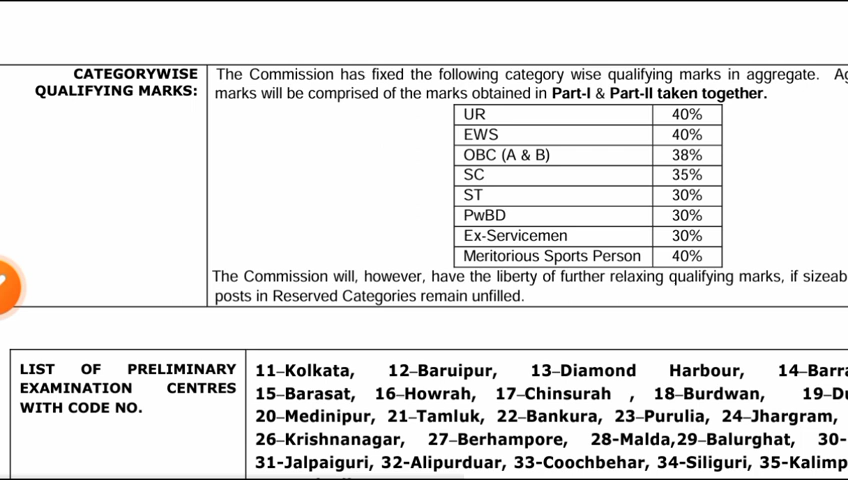 CATEGORYWISE
QUALIFYING MARKS:
The Commission has fixed the following category wise qualifying marks in aggregate.
marks will be comprised of the marks obtained in Part-I & Part-II taken together.
UR 40%
EWS 40%
OBC (A & B) 38%
SC 35%
ST 30%
PwBD 30%
Ex-Servicemen 30%
Meritorious Sports Person 40%
The Commission will, however, have the liberty of further relaxing qualifying marks, if
posts in Reserved Categories remain unfilled.
LIST OF PRELIMINARY
EXAMINATION CENTRES
WITH CODE NO.
11–Kolkata, 12–Baruipur, 13–Diamond Harbour,
15–Barasat, 16–Howrah, 17–Chinsurah , 18–Burdwan,
20–Medinipur, 21–Tamluk, 22–Bankura, 23–Purulia, 24–Jhargram,
26–Krishnanagar, 27–Berhampore, 28-Malda,29–Balurghat, 30-
31-Jalpaiguri, 32-Alipurduar, 33-Coochbehar, 34-Siliguri,